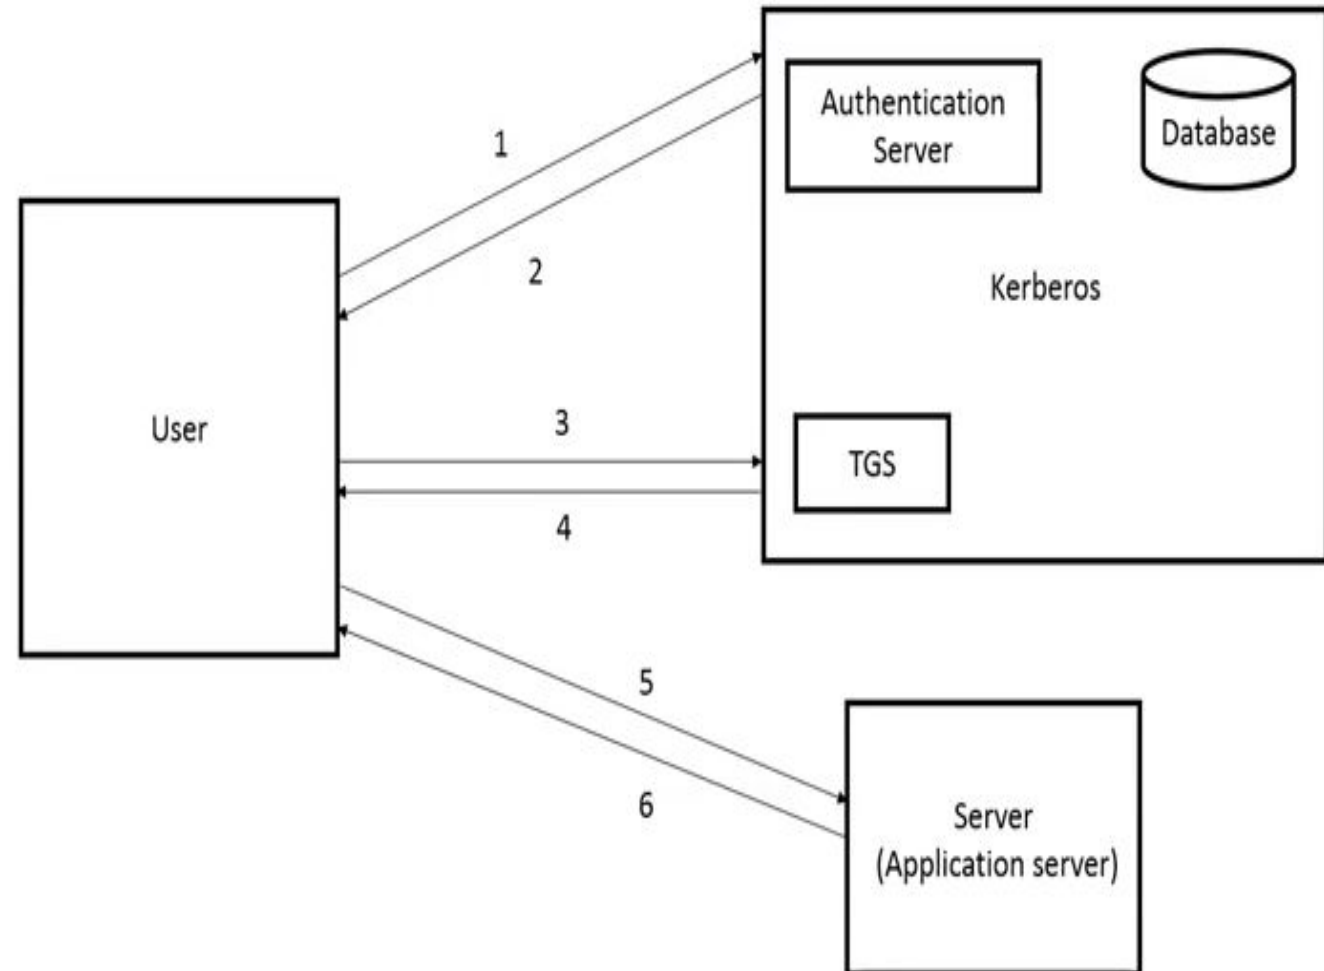 Authentication
Server
Database
1
2
Kerberos
User
3
TGS
4
5
6
Server
(Application server)